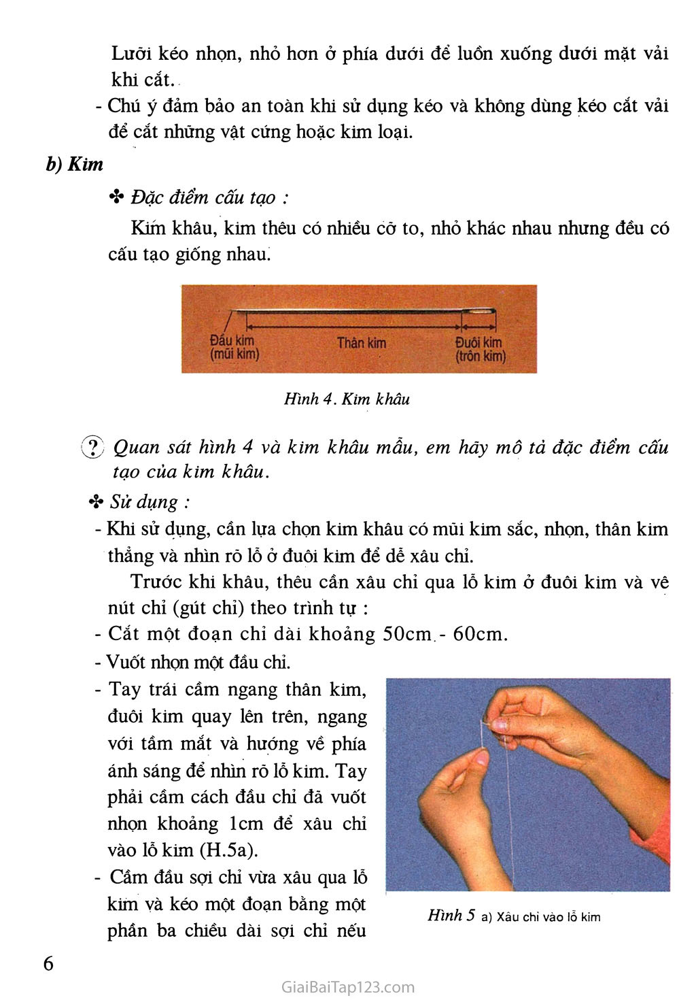 Lưỡi kéo nhọn, nhỏ hơn ở phía dưới để luồn xuống dưới mặt vải
khi cắt.
- Chú ý đảm bảo an toàn khi sử dụng kéo và không dùng kéo cắt vải
để cắt những vật cứng hoặc kim loại.
b) Kim
✤ Đặc điểm cấu tạo :
Kim khâu, kim thêu có nhiều cỡ to, nhỏ khác nhau nhưng đều có
cấu tạo giống nhau.
Đầu kim
(mũi kim)
Thân kim
Đuôi kim
(trôn kim)
Hình 4. Kim khâu
? Quan sát hình 4 và kim khâu mẫu, em hãy mô tả đặc điểm cấu
tạo của kim khâu.
✤ Sử dụng :
- Khi sử dụng, cần lựa chọn kim khâu có mũi kim sắc, nhọn, thân kim
thẳng và nhìn rõ lỗ ở đuôi kim để dễ xâu chỉ.
Trước khi khâu, thêu cần xâu chỉ qua lỗ kim ở đuôi kim và vê
nút chỉ (gút chỉ) theo trình tự :
- Cắt một đoạn chỉ dài khoảng 50cm - 60cm.
- Vuốt nhọn một đầu chỉ.
- Tay trái cầm ngang thân kim,
đuôi kim quay lên trên, ngang
với tầm mắt và hướng về phía
ánh sáng để nhìn rõ lỗ kim. Tay
phải cầm cách đầu chỉ đã vuốt
nhọn khoảng 1cm để xâu chỉ
vào lỗ kim (H.5a).
- Cầm đầu sợi chỉ vừa xâu qua lỗ
kim và kéo một đoạn bằng một
phần ba chiều dài sợi chỉ nếu
Hình 5 a) Xâu chỉ vào lỗ kim
6
GiaiBaiTap123.com